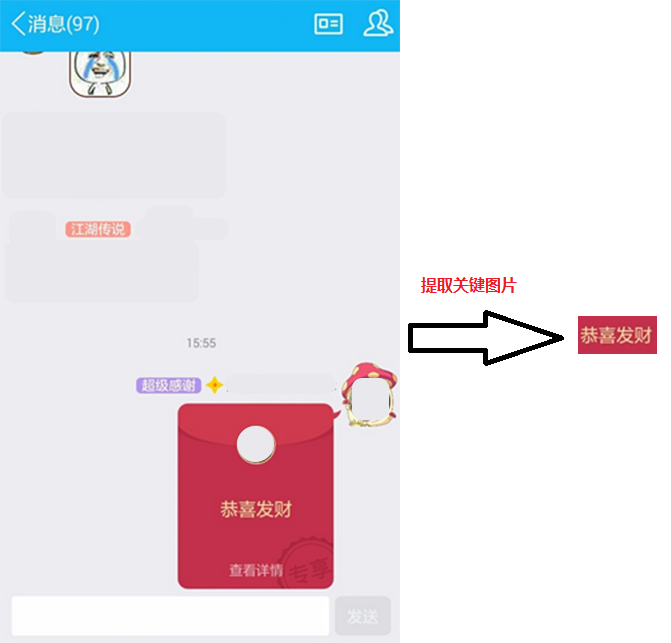 消息(97)
江湖传说
提取关键图片
恭喜发财
15:55
超级感谢
恭喜发财
查看详情
专享
发送